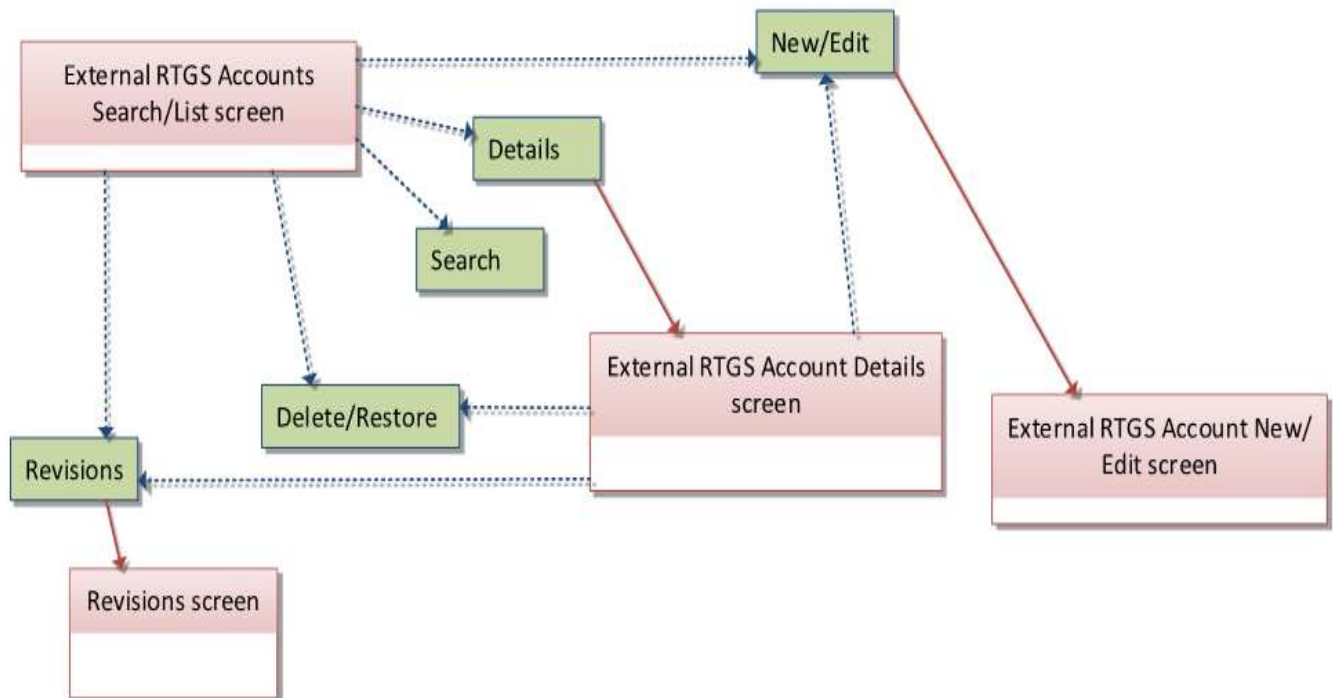 New/Edit
External RTGS Accounts
Search/List screen
Details
Search
External RTGS Account Details
screen
Delete/Restore
External RTGS Account New/
Edit screen
Revisions
Revisions screen